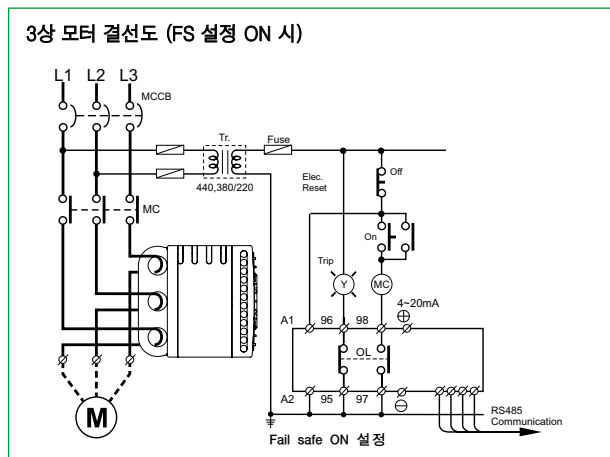 3상 모터 결선도 (FS 설정 ON 시)
L1 L2 L3
MCCB
Tr.
Fuse
440,380/220
Elec.
Reset
Off
MC
On
Trip
Y
MC
4~20mA
⊕
A1 96 98
OL
A2 95 97
⊖
RS485
Communication
M
Fail safe ON 설정